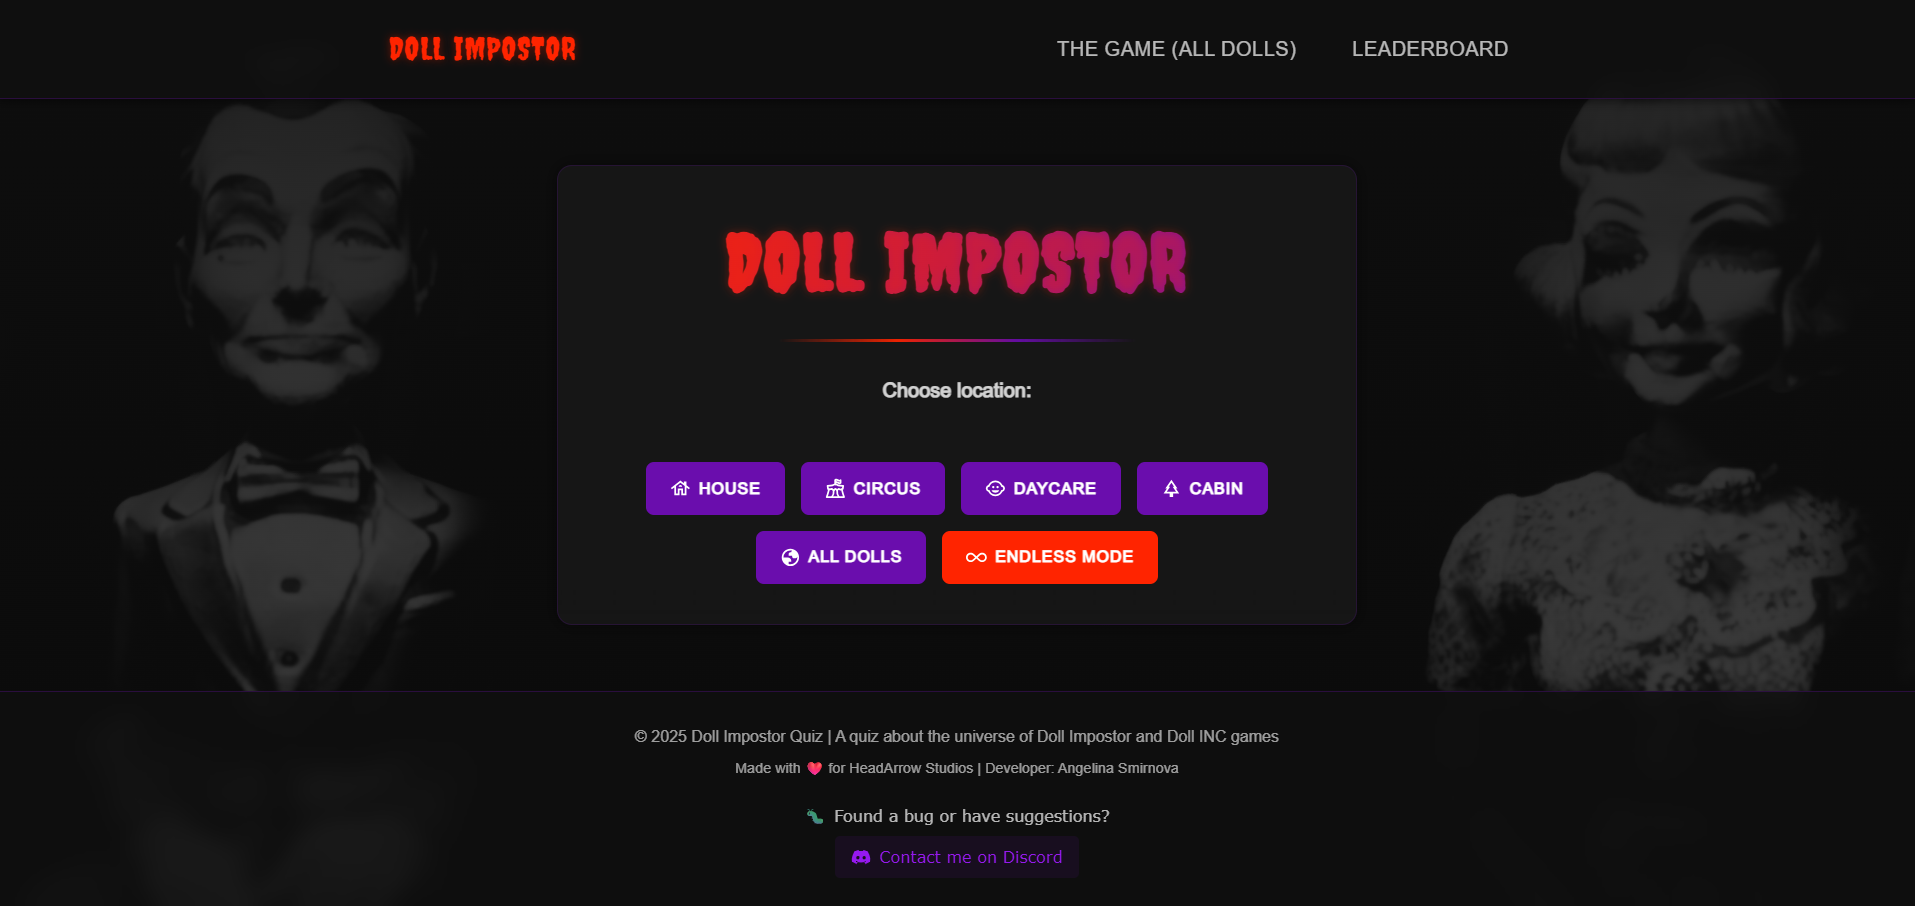 DOLL IMPOSTOR
THE GAME (ALL DOLLS)
LEADERBOARD
DOLL IMPOSTOR
Choose location:
HOUSE
CIRCUS
DAYCARE
CABIN
ALL DOLLS
ENDLESS MODE
© 2025 Doll Impostor Quiz | A quiz about the universe of Doll Impostor and Doll INC games
Made with ❤️ for HeadArrow Studios | Developer: Angelina Smirnova
🐛 Found a bug or have suggestions?
Contact me on Discord